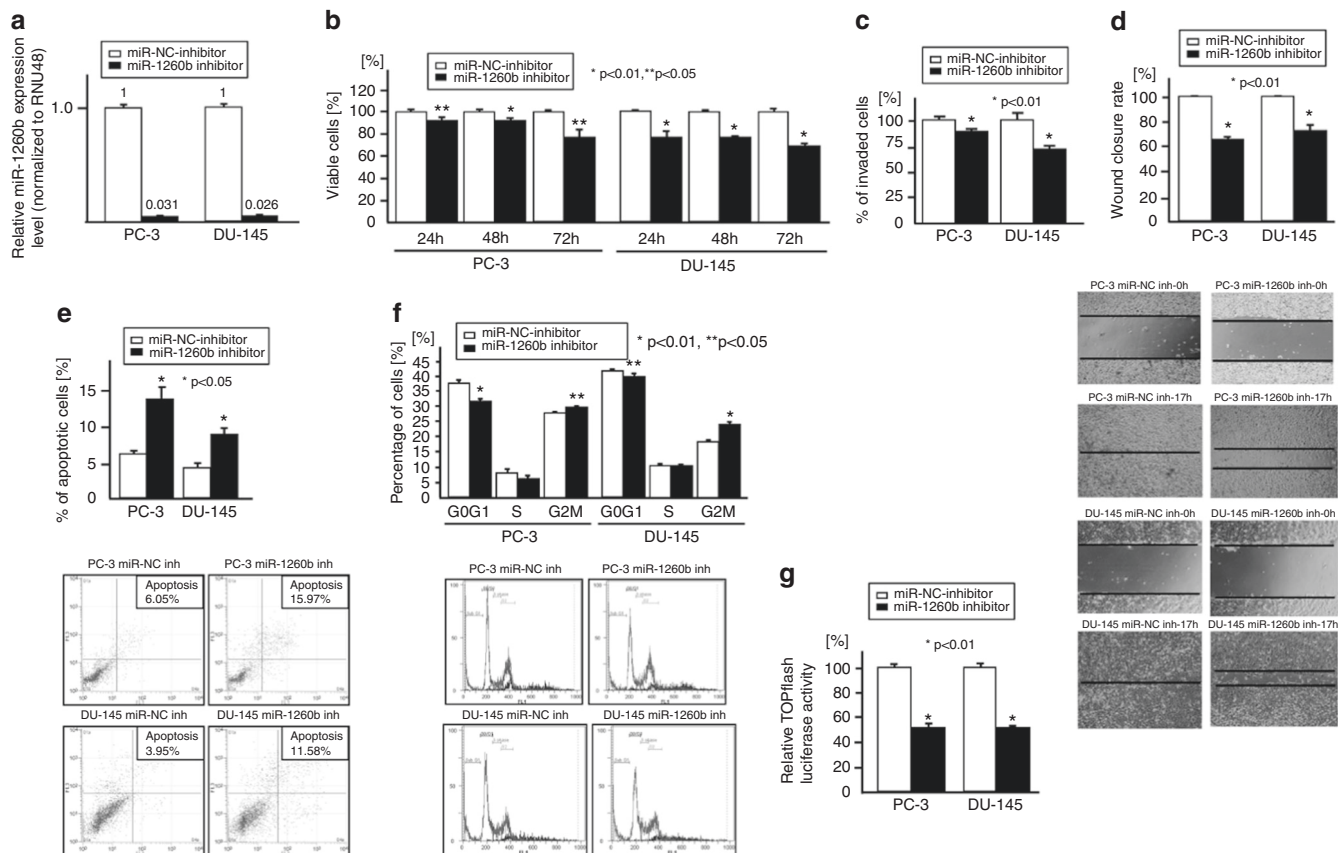 a
miR-NC-inhibitor
miR-1260b inhibitor
Relative miR-1260b expression
level (normalized to RNU48)
1.0
1
0.031
1
0.026
PC-3
DU-145
b
miR-NC-inhibitor
miR-1260b inhibitor
* p<0.01,**p<0.05
[%]
Viable cells [%]
120
100
80
60
40
20
0
**
*
**
*
*
*
24h
48h
72h
24h
48h
72h
PC-3
DU-145
c
miR-NC-inhibitor
miR-1260b inhibitor
* p<0.01
[%]
% of invaded cells
100
75
50
25
0
*
*
PC-3
DU-145
d
miR-NC-inhibitor
miR-1260b inhibitor
* p<0.01
[%]
Wound closure rate
100
80
60
40
20
0
*
*
PC-3
DU-145
PC-3 miR-NC inh-0h
PC-3 miR-1260b inh-0h
PC-3 miR-NC inh-17h
PC-3 miR-1260b inh-17h
DU-145 miR-NC inh-0h
DU-145 miR-1260b inh-0h
DU-145 miR-NC inh-17h
DU-145 miR-1260b inh-17h
e
miR-NC-inhibitor
miR-1260b inhibitor
* p<0.05
% of apoptotic cells [%]
15
10
5
0
*
*
PC-3
DU-145
PC-3 miR-NC inh
PC-3 miR-1260b inh
Apoptosis
6.05%
Apoptosis
15.97%
DU-145 miR-NC inh
DU-145 miR-1260b inh
Apoptosis
3.95%
Apoptosis
11.58%
f
miR-NC-inhibitor
miR-1260b inhibitor
* p<0.01, **p<0.05
[%]
Percentage of cells [%]
45
40
35
30
25
20
15
10
5
0
*
**
**
*
G0G1
S
G2M
G0G1
S
G2M
PC-3
DU-145
PC-3 miR-NC inh
PC-3 miR-1260b inh
DU-145 miR-NC inh
DU-145 miR-1260b inh
g
miR-NC-inhibitor
miR-1260b inhibitor
* p<0.01
[%]
Relative TOPflash
luciferase activity
100
80
60
40
20
0
*
*
PC-3
DU-145